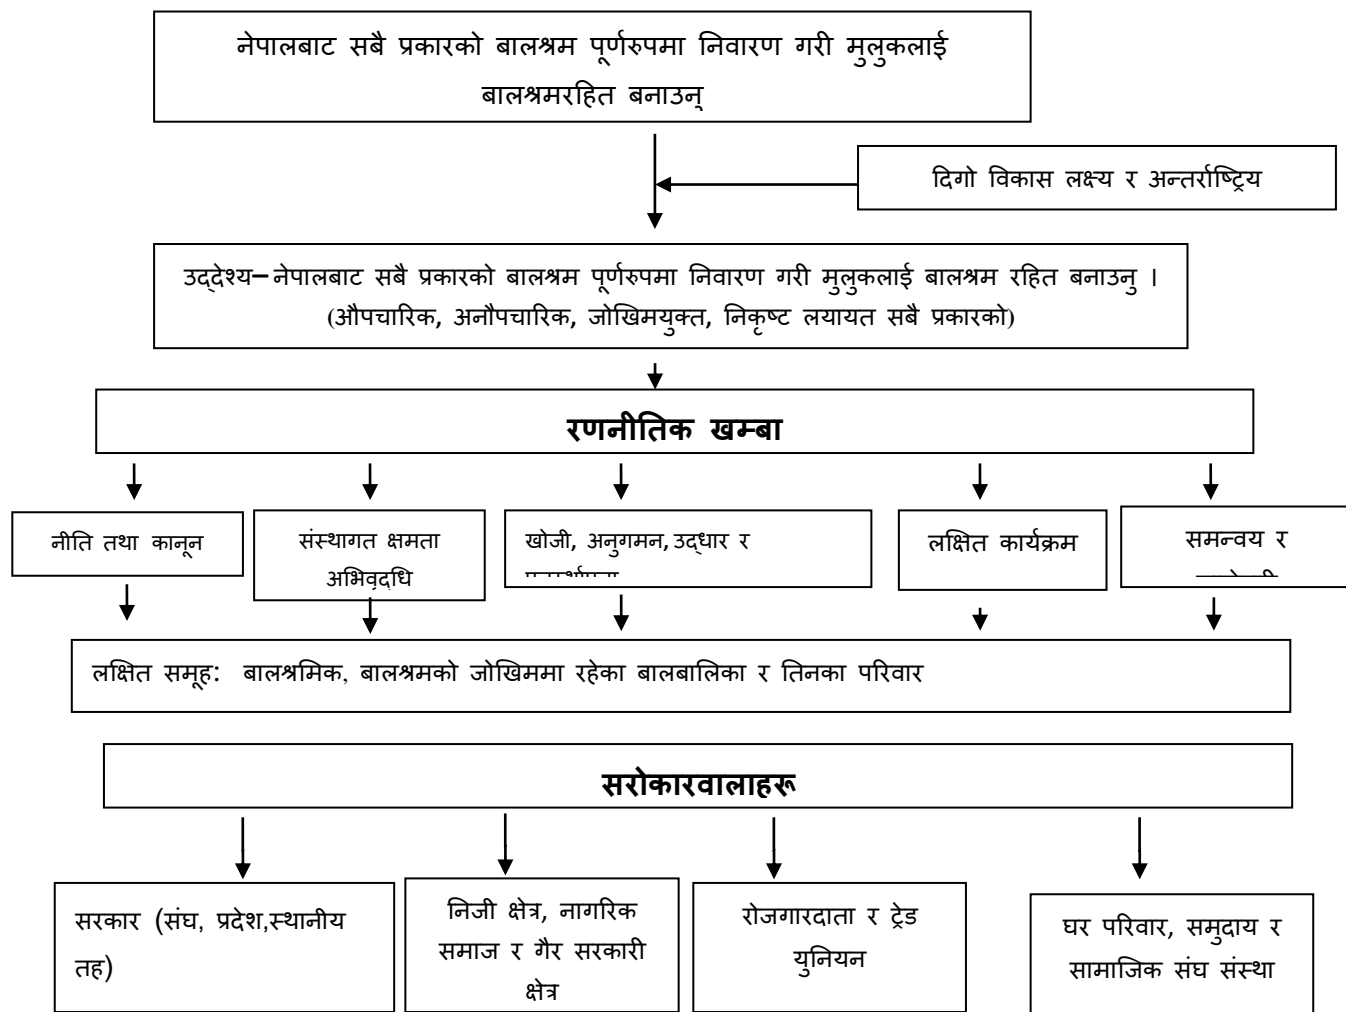 नेपालबाट सबै प्रकारको बालश्रम पूर्णरुपमा निवारण गरी मुलुकलाई
बालश्रमरहित बनाउनु
दिगो विकास लक्ष्य र अन्तर्राष्ट्रिय
उद्देश्य–नेपालबाट सबै प्रकारको बालश्रम पूर्णरुपमा निवारण गरी मुलुकलाई बालश्रम रहित बनाउनु ।
(औपचारिक, अनौपचारिक, जोखिमयुक्त, निकृष्ट लयायत सबै प्रकारको)
रणनीतिक खम्बा
नीति तथा कानून
संस्थागत क्षमता
अभिवृद्धि
खोजी, अनुगमन, उद्धार र
लक्षित कार्यक्रम
समन्वय र
लक्षित समूह: बालश्रमिक, बालश्रमको जोखिममा रहेका बालबालिका र तिनका परिवार
सरोकारवालाहरू
सरकार (संघ, प्रदेश,स्थानीय
तह)
निजी क्षेत्र, नागरिक
समाज र गैर सरकारी
क्षेत्र
रोजगारदाता र ट्रेड
युनियन
घर परिवार, समुदाय र
सामाजिक संघ संस्था